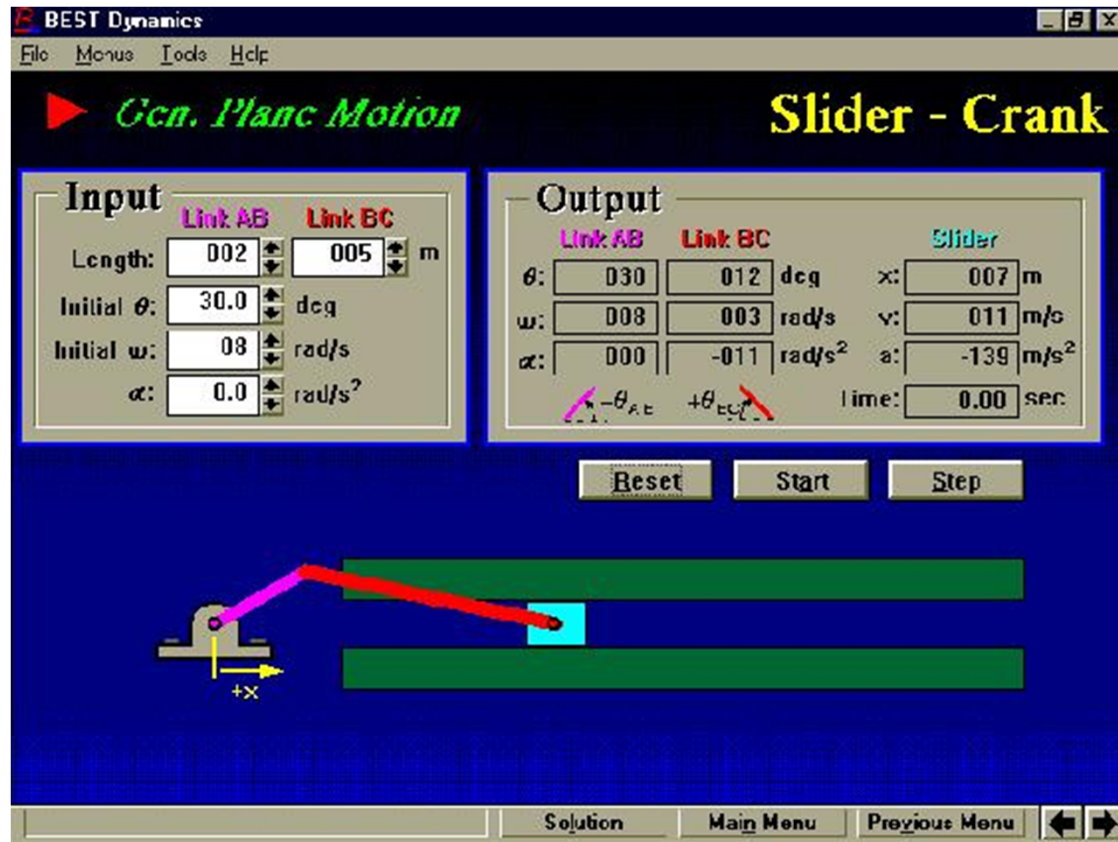 BEST Dynamics
File Menus Tools Help
Gen. Plane Motion
Slider - Crank
Input
Link AB Link BC
Length: 002 005 m
Initial θ: 30.0 deg
Initial ω: 08 rad/s
α: 0.0 rad/s²
Output
Link AB Link BC Slider
θ: 030 012 deg x: 007 m
ω: 008 003 rad/s v: 011 m/s
α: 000 -011 rad/s² a: -139 m/s²
+θBC Time: 0.00 sec
Reset Start Step
+x
Solution Main Menu Previous Menu